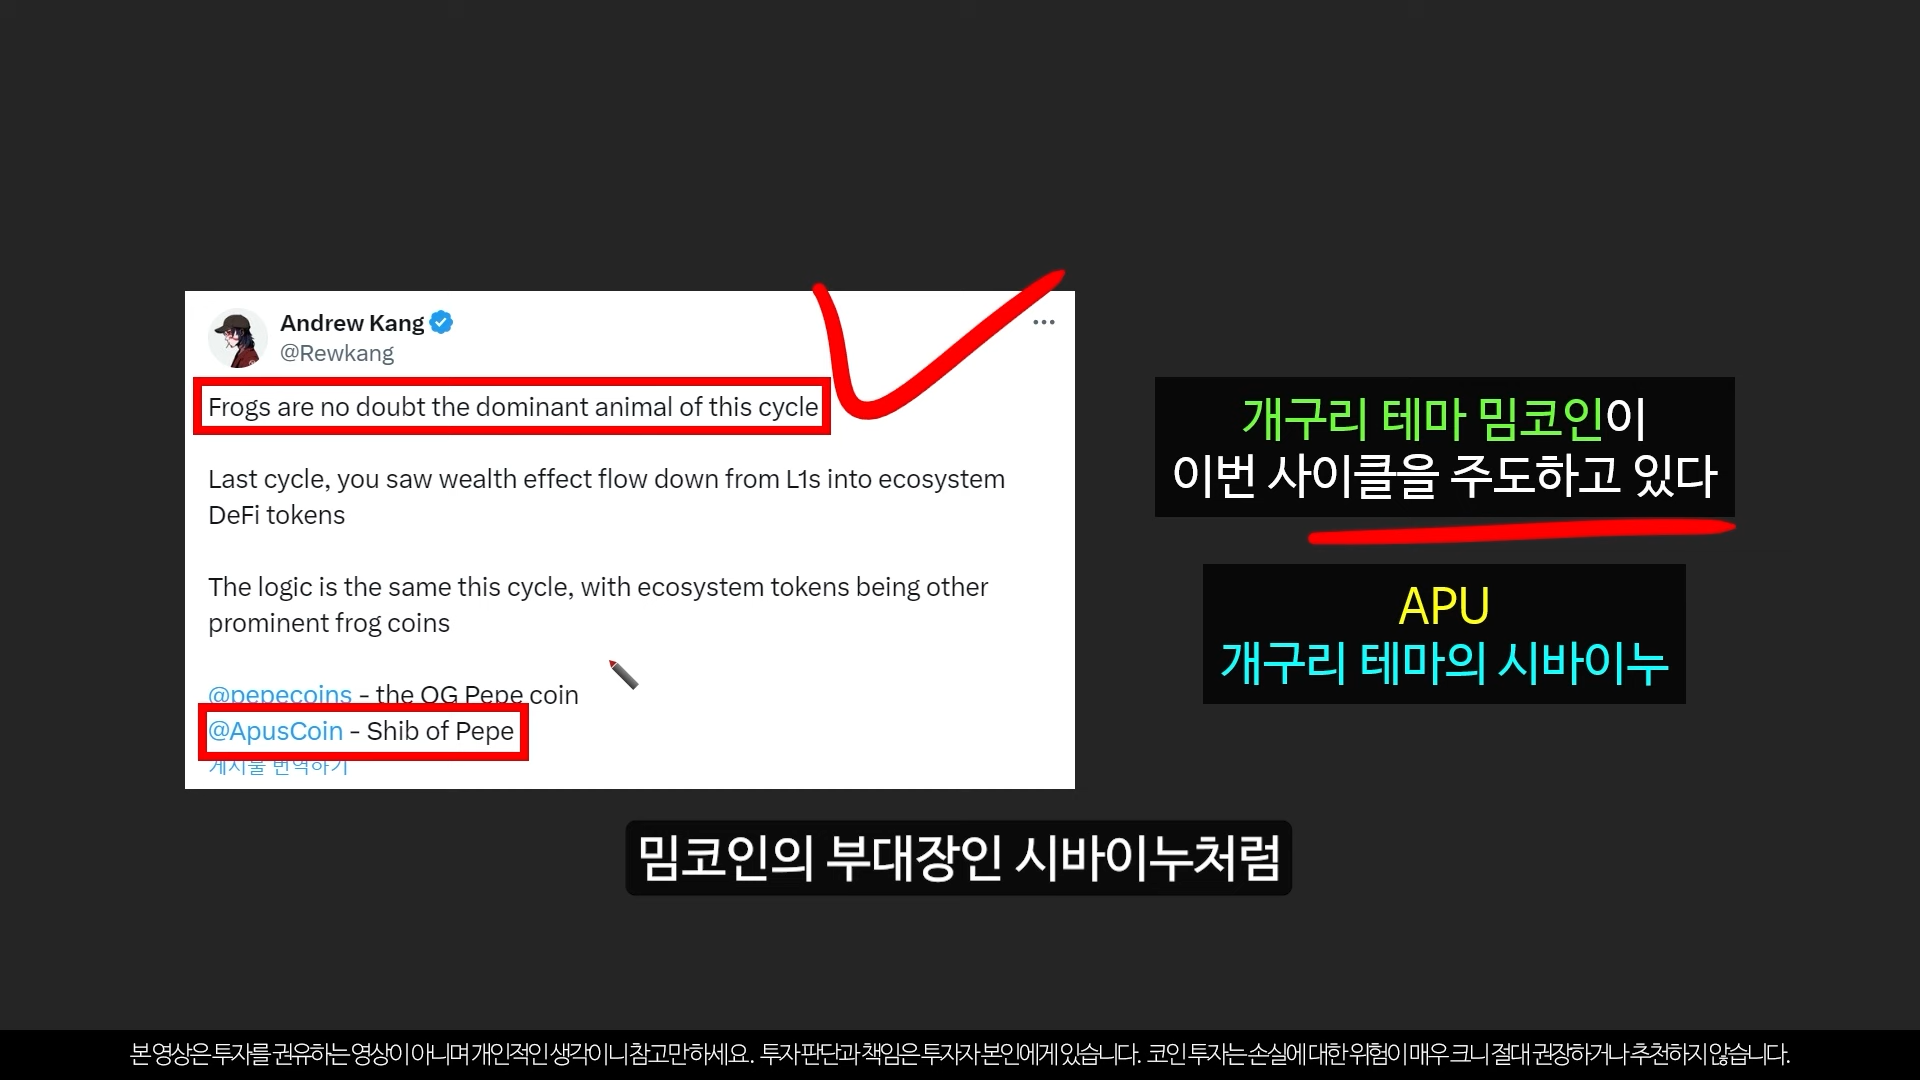 Andrew Kang
@Rewkang
Frogs are no doubt the dominant animal of this cycle
Last cycle, you saw wealth effect flow down from L1s into ecosystem
DeFi tokens
The logic is the same this cycle, with ecosystem tokens being other
prominent frog coins
@pepecoins - the OG Pepe coin
@ApusCoin - Shib of Pepe
게시물 번역하기
개구리 테마 밈코인이
이번 사이클을 주도하고 있다
APU
개구리 테마의 시바이누
밈코인의 부대장인 시바이누처럼
본 영상은 투자를 권유하는 영상이 아니며 개인적인 생각이니 참고만 하세요. 투자 판단과 책임은 투자자 본인에게 있습니다. 코인 투자는 손실에 대한 위험이 매우 크니 절대 권장하거나 추천하지 않습니다.